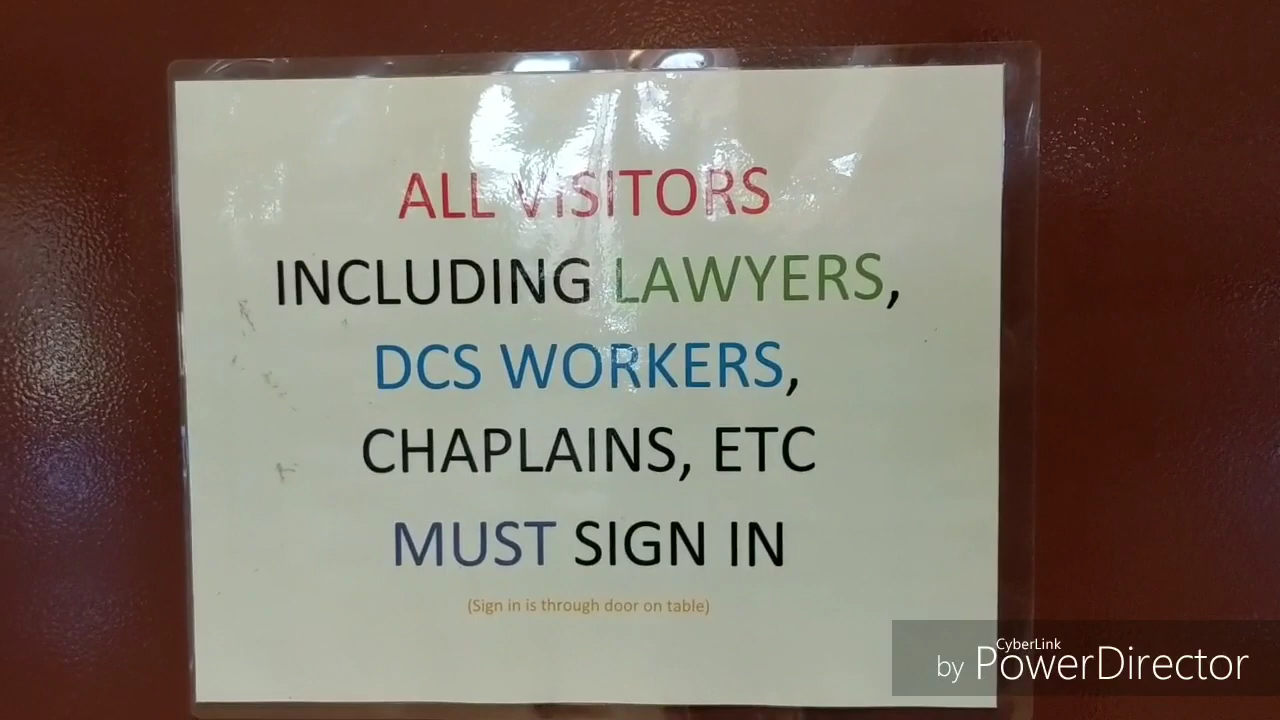 ALL VISITORS
INCLUDING LAWYERS,
DCS WORKERS,
CHAPLAINS, ETC
MUST SIGN IN
(Sign in is through door on table)
CyberLink
by PowerDirector